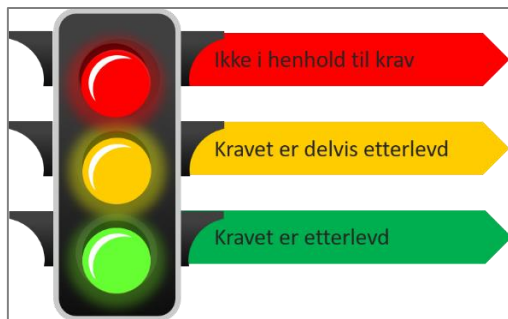 Ikke i henhold til krav
Kravet er delvis etterlevd
Kravet er etterlevd